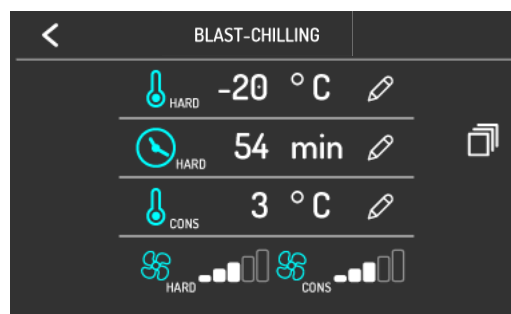 BLAST-CHILLING
HARD -20 °C
HARD 54 min
CONS 3 °C
HARD CONS